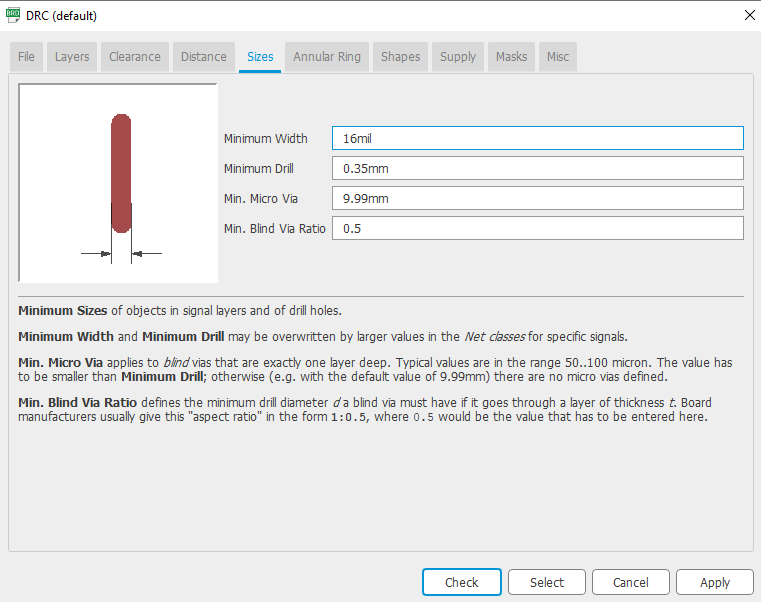 BRD DRC (default)
File Layers Clearance Distance Sizes Annular Ring Shapes Supply Masks Misc
Minimum Width 16mil
Minimum Drill 0.35mm
Min. Micro Via 9.99mm
Min. Blind Via Ratio 0.5
Minimum Sizes of objects in signal layers and of drill holes.
Minimum Width and Minimum Drill may be overwritten by larger values in the Net classes for specific signals.
Min. Micro Via applies to blind vias that are exactly one layer deep. Typical values are in the range 50..100 micron. The value has
to be smaller than Minimum Drill; otherwise (e.g. with the default value of 9.99mm) there are no micro vias defined.
Min. Blind Via Ratio defines the minimum drill diameter d a blind via must have if it goes through a layer of thickness t. Board
manufacturers usually give this "aspect ratio" in the form 1:0.5, where 0.5 would be the value that has to be entered here.
Check Select Cancel Apply